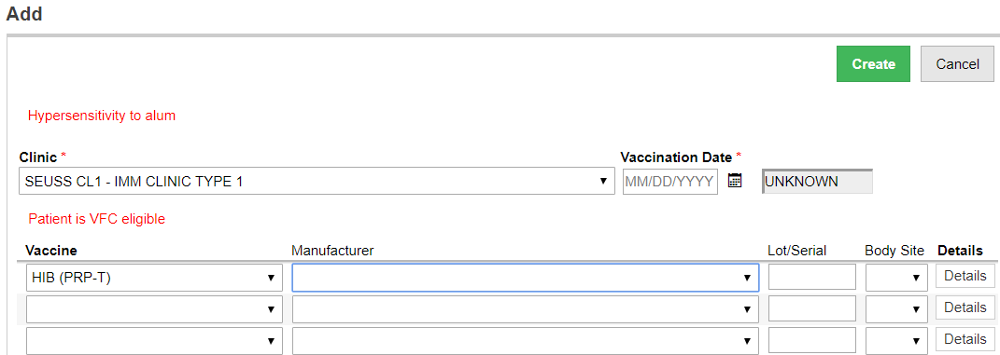 Add
Create Cancel
Hypersensitivity to alum
Clinic * Vaccination Date *
SEUSS CL1 - IMM CLINIC TYPE 1 MM/DD/YYYY UNKNOWN
Patient is VFC eligible
Vaccine Manufacturer Lot/Serial Body Site Details
HIB (PRP-T) Details
Details
Details